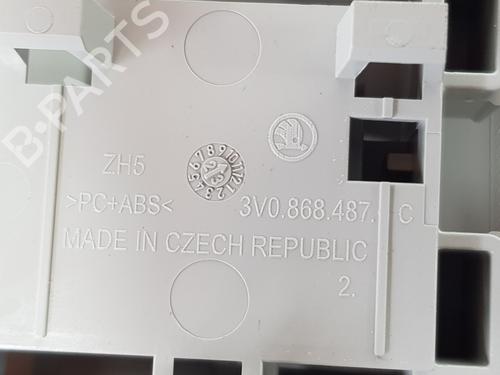 B-PARTS
ZH5
>PC+ABS<
3V0.868.487. C
MADE IN CZECH REPUBLIC
2.